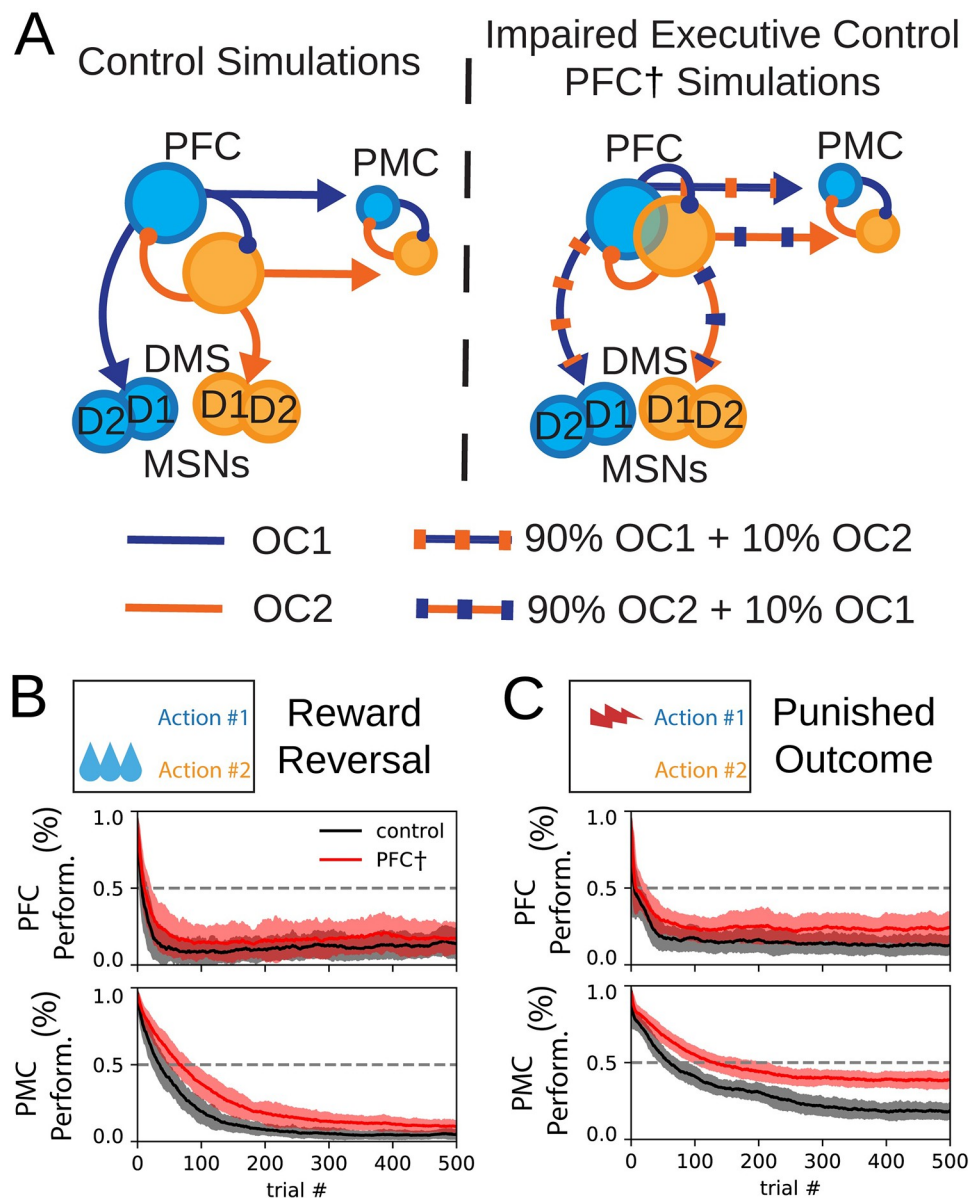 A
Control Simulations
Impaired Executive Control
PFC† Simulations
PFC
PMC
DMS
D2 D1
D1 D2
MSNs
PFC
PMC
DMS
D2 D1
D1 D2
MSNs
OC1
90% OC1 + 10% OC2
OC2
90% OC2 + 10% OC1
B
Action #1
Action #2
Reward
Reversal
PFC
Perform. (%)
1.0
0.5
0.0
control
PFC†
PMC
Perform. (%)
1.0
0.5
0.0
0 100 200 300 400 500
trial #
C
Action #1
Action #2
Punished
Outcome
PFC
Perform. (%)
1.0
0.5
0.0
PMC
Perform. (%)
1.0
0.5
0.0
0 100 200 300 400 500
trial #